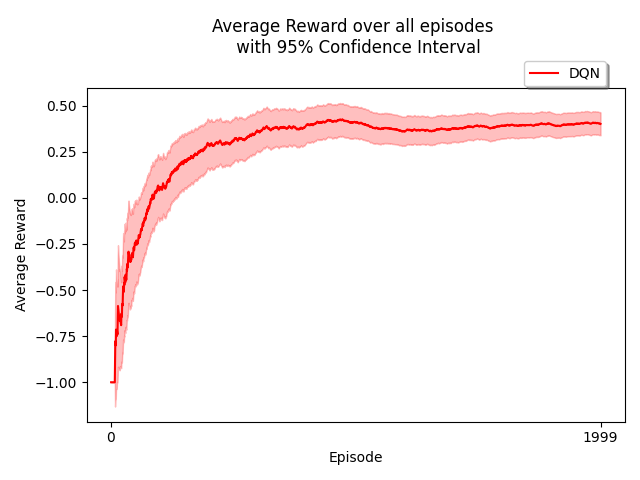 Average Reward over all episodes
with 95% Confidence Interval
DQN
0.50
0.25
0.00
−0.25
−0.50
−0.75
−1.00
Average Reward
0
1999
Episode